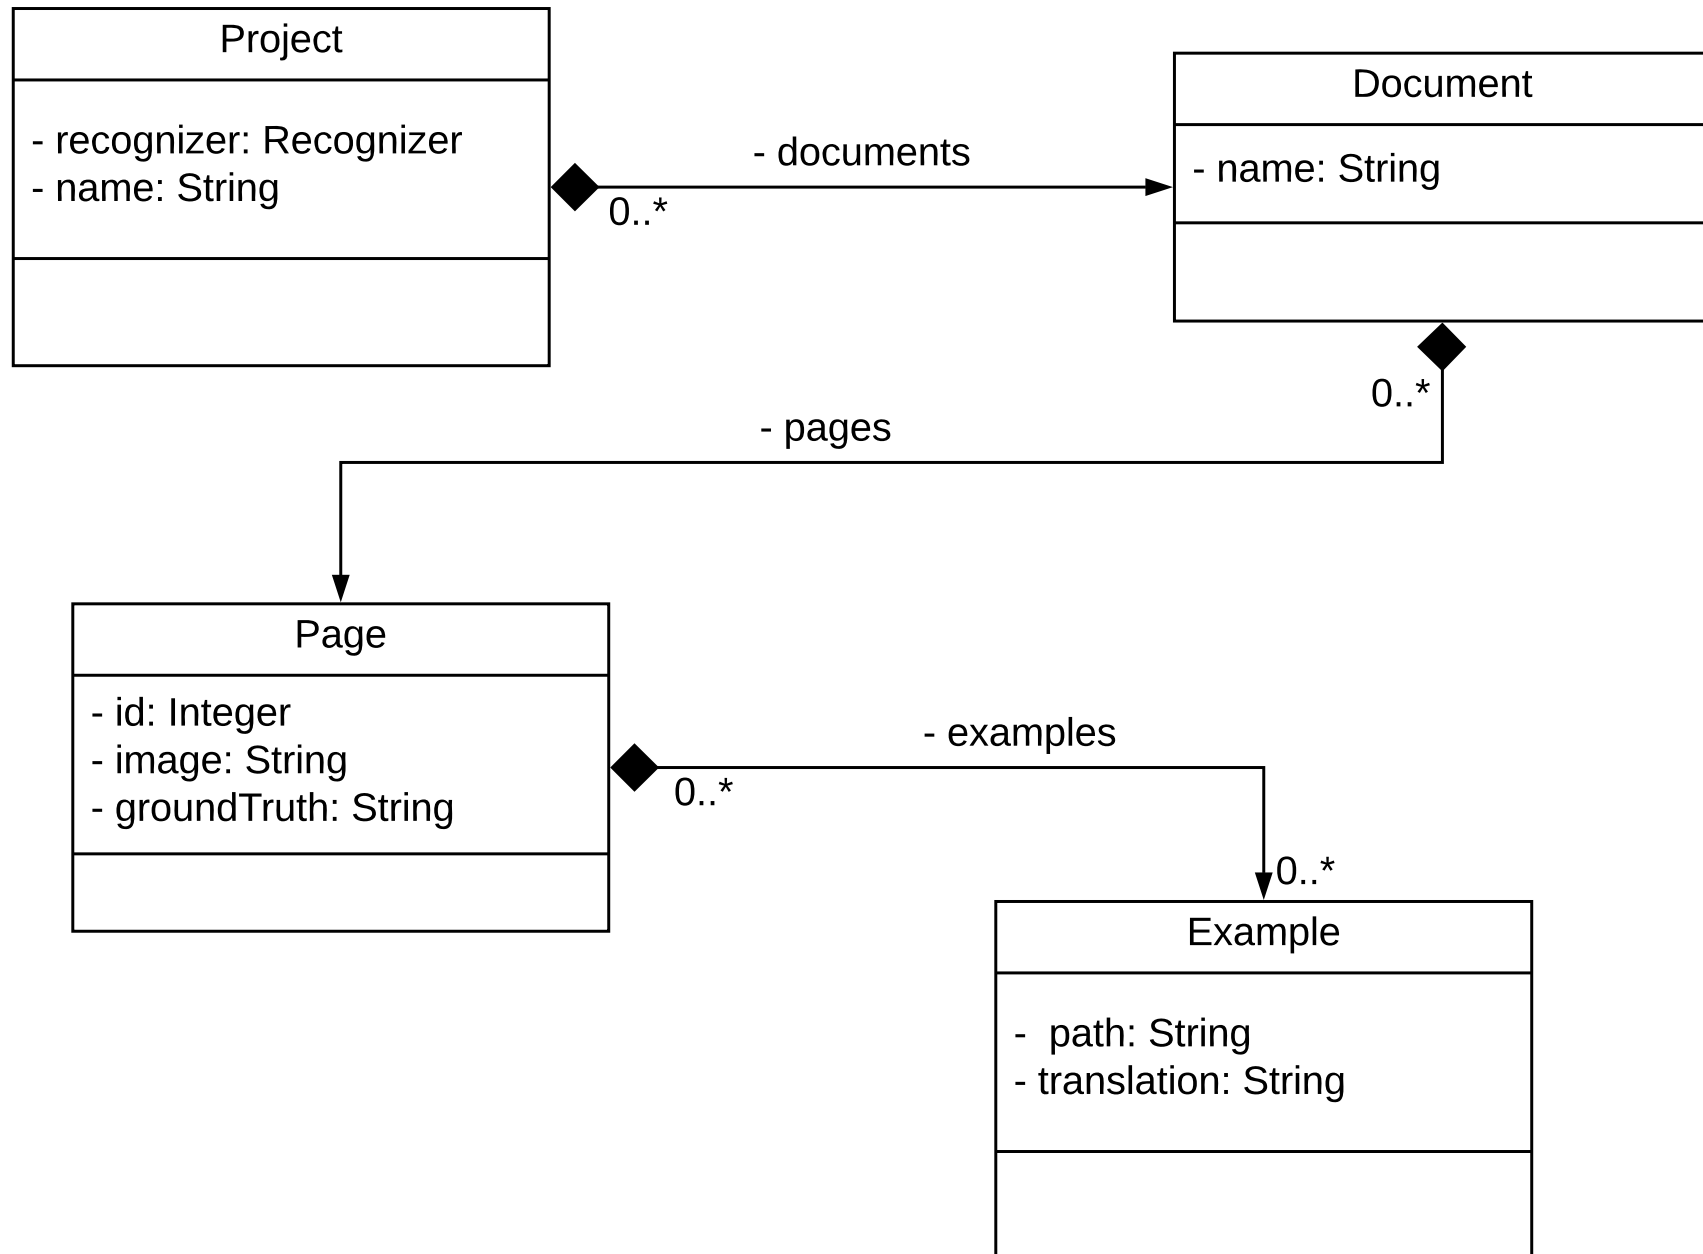 Project
- recognizer: Recognizer
- name: String
- documents
0..*
Document
- name: String
0..*
- pages
Page
- id: Integer
- image: String
- groundTruth: String
- examples
0..*
0..*
Example
-  path: String
- translation: String